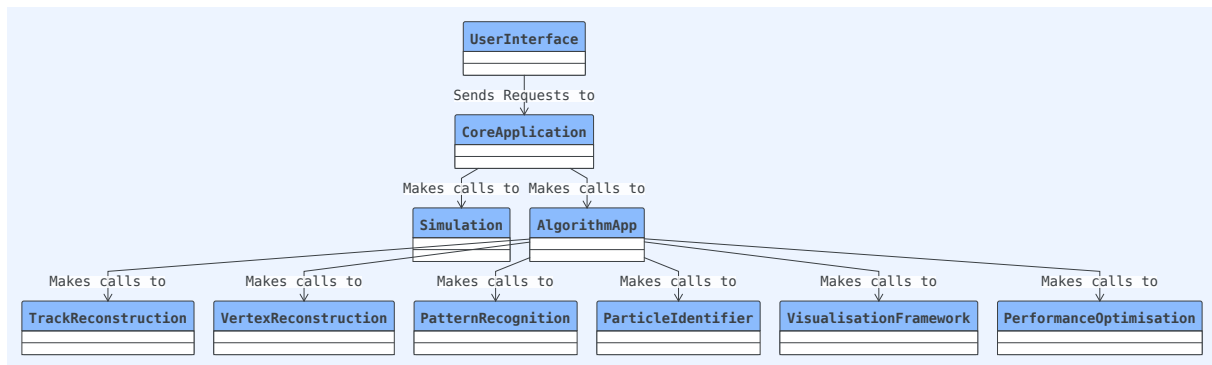 UserInterface
Sends Requests to
CoreApplication
Makes calls to Makes calls to
Simulation AlgorithmApp
Makes calls to Makes calls to Makes calls to Makes calls to Makes calls to Makes calls to
TrackReconstruction VertexReconstruction PatternRecognition ParticleIdentifier VisualisationFramework PerformanceOptimisation